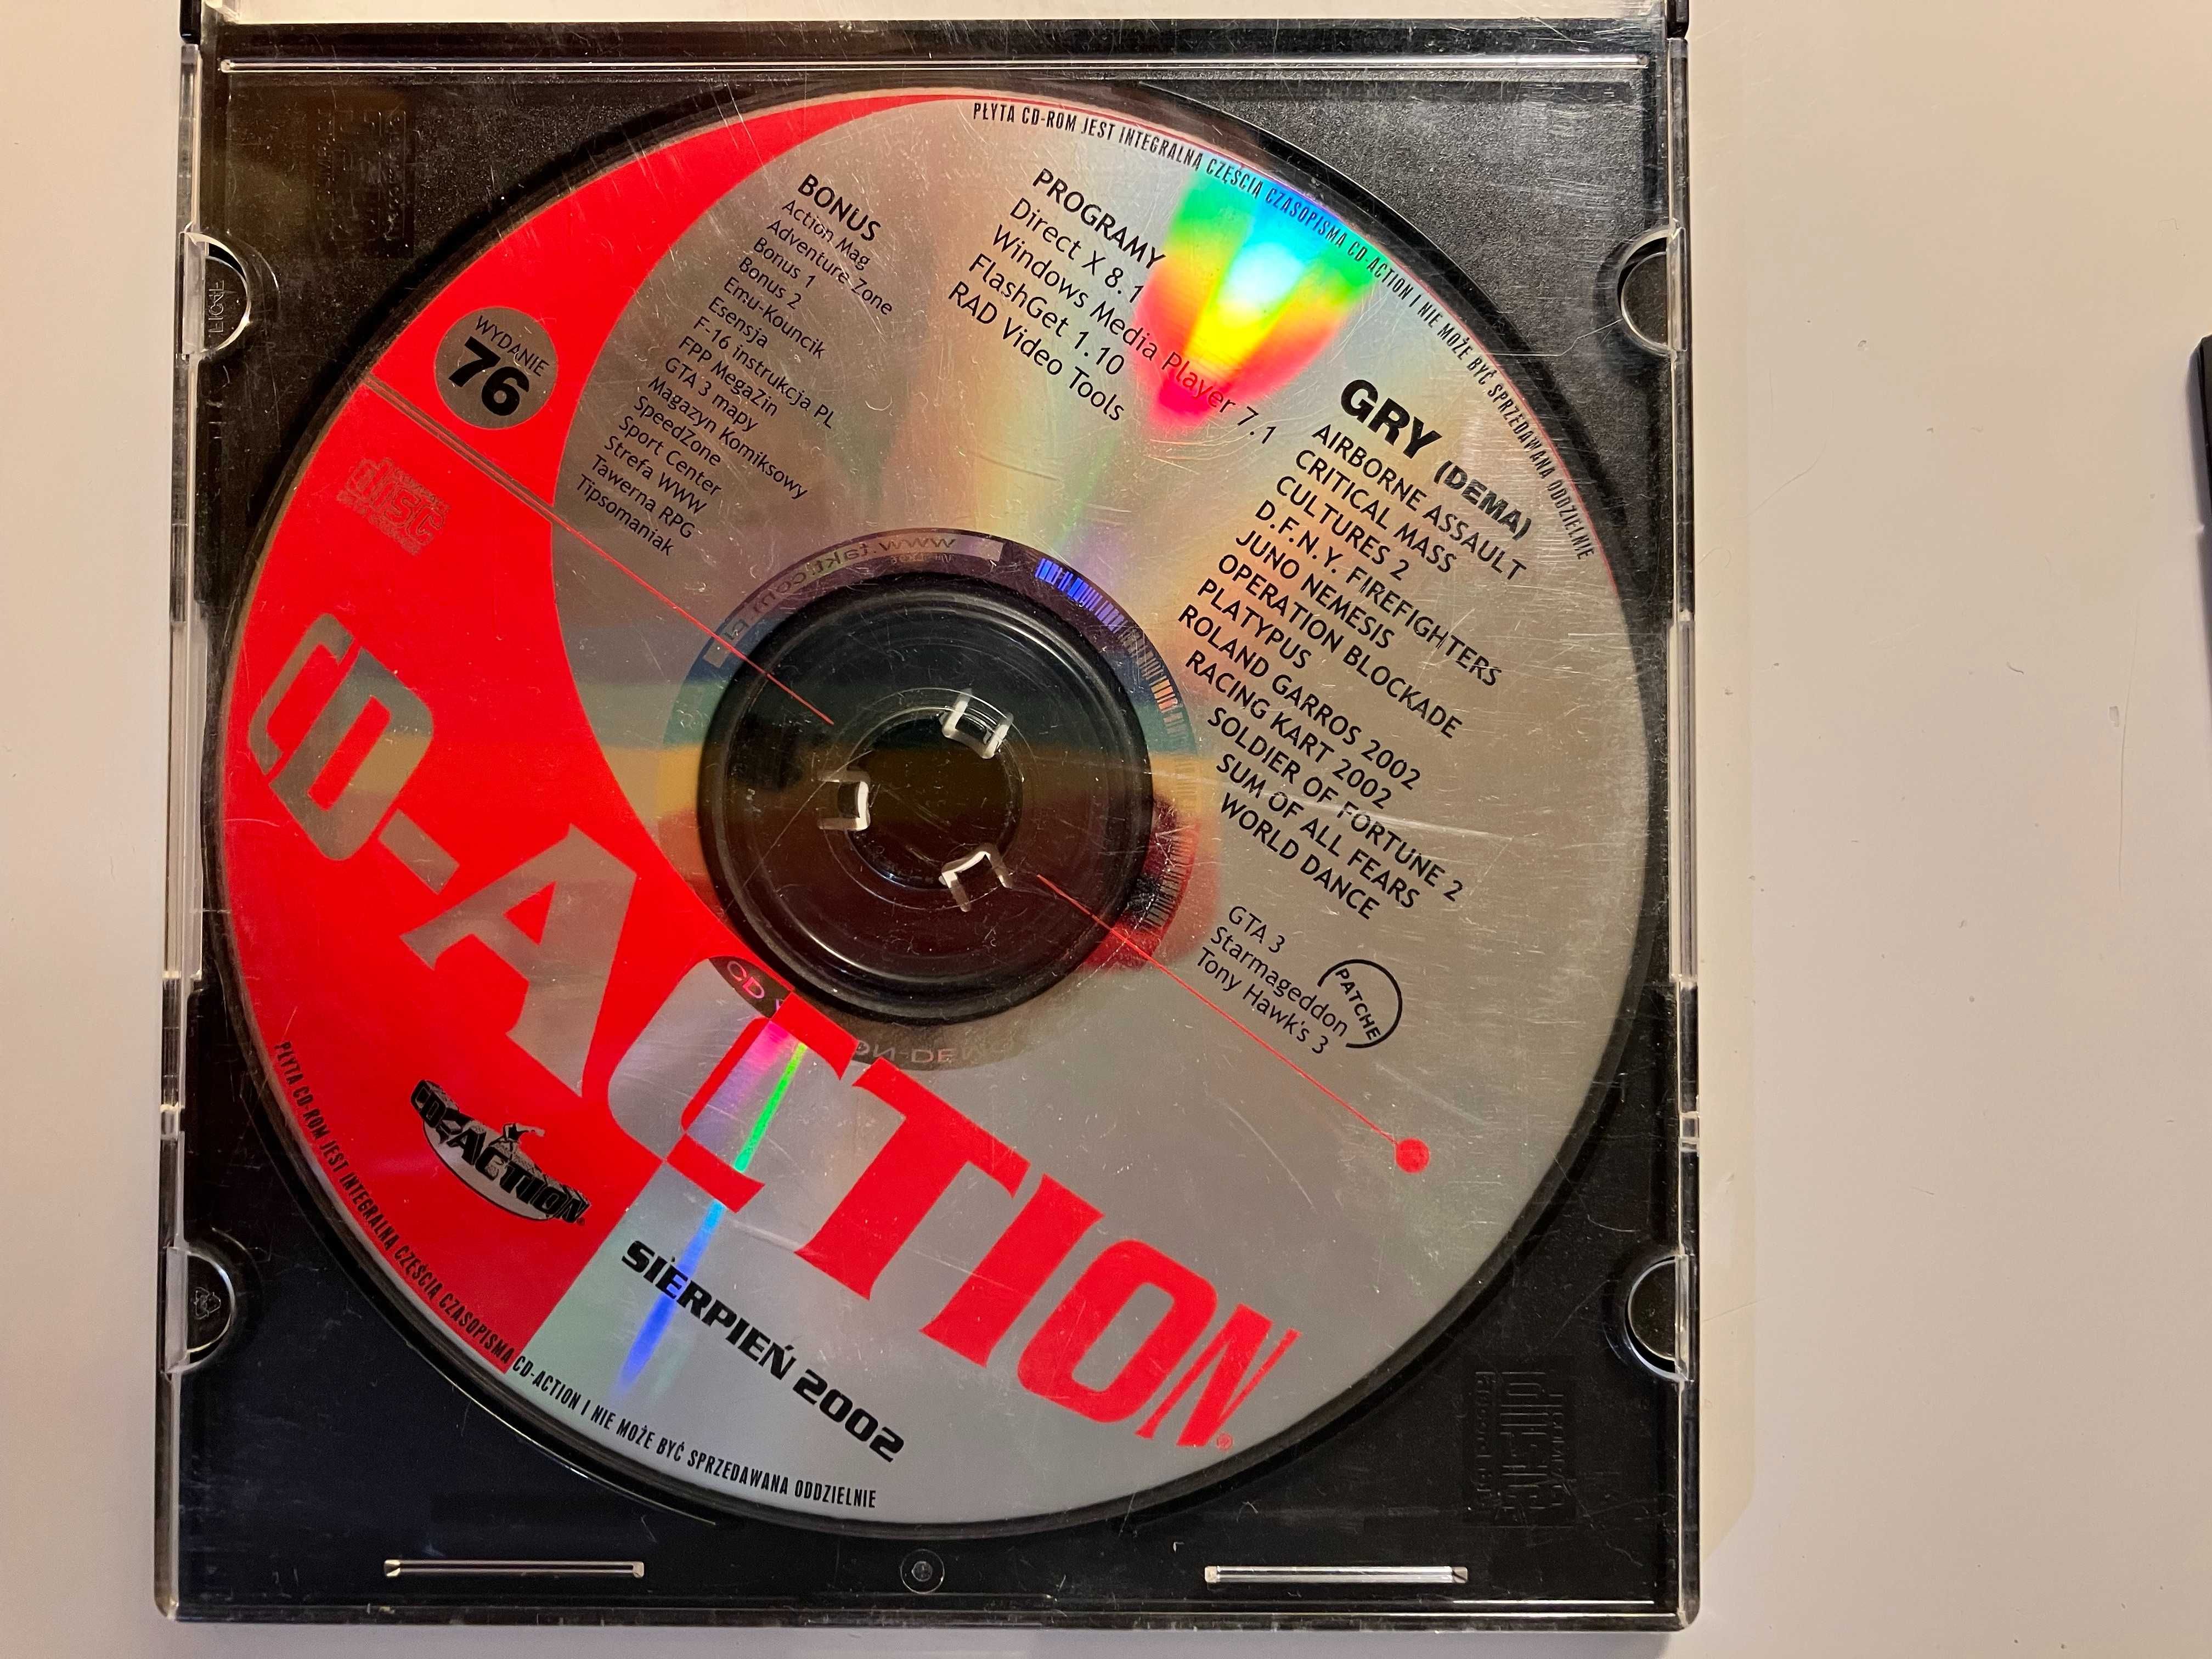 PŁYTA CD-ROM JEST INTEGRALNA CZĘŚCIA CZASOPISMA CD-ACTION I NIE MOŻE BYĆ SPRZEDAWANA ODDZIELNIE
BONUS
Action Mag
Adventure Zone
Bonus 1
Bonus 2
Emu-Kouncik
Esensja
F-16 instrukcja PL
FPP MegaZin
GTA 3 mapy
Magazyn Komiksowy
SpeedZone
Sport Center
Strefa WWW
Tawerna RPG
Tipsomaniak
PROGRAMY
Direct X 8.1
Windows Media Player 7.1
FlashGet 1.10
RAD Video Tools
GRY (DEMA)
AIRBORNE ASSAULT
CRITICAL MASS
CULTURES 2
D.F.N.Y. FIREFIGHTERS
JUNO NEMESIS
OPERATION BLOCKADE
PLATYPUS
ROLAND GARROS 2002
RACING KART 2002
SOLDIER OF FORTUNE 2
SUM OF ALL FEARS
WORLD DANCE
GTA 3
Starmageddon
Tony Hawk's 3
PATCHE
WYDANIE
76
disc
CD-ACTION®
CD-ACTION
SIERPIEŃ 2002
PŁYTA CD-ROM JEST INTEGRALNA CZĘŚCIA CZASOPISMA CD-ACTION I NIE MOŻE BYĆ SPRZEDAWANA ODDZIELNIE